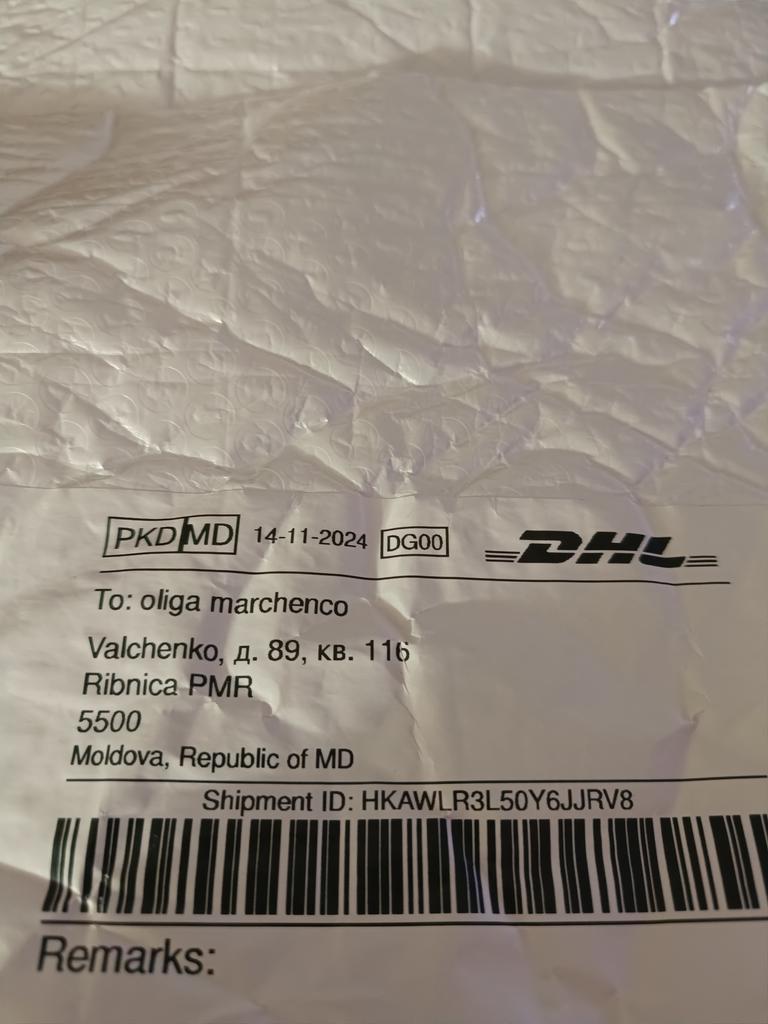 PKD MD 14-11-2024 DG00 DHL
To: oliga marchenco
Valchenko, д. 89, кв. 116
Ribnica PMR
5500
Moldova, Republic of MD
Shipment ID: HKAWLR3L50Y6JJRV8
Remarks: